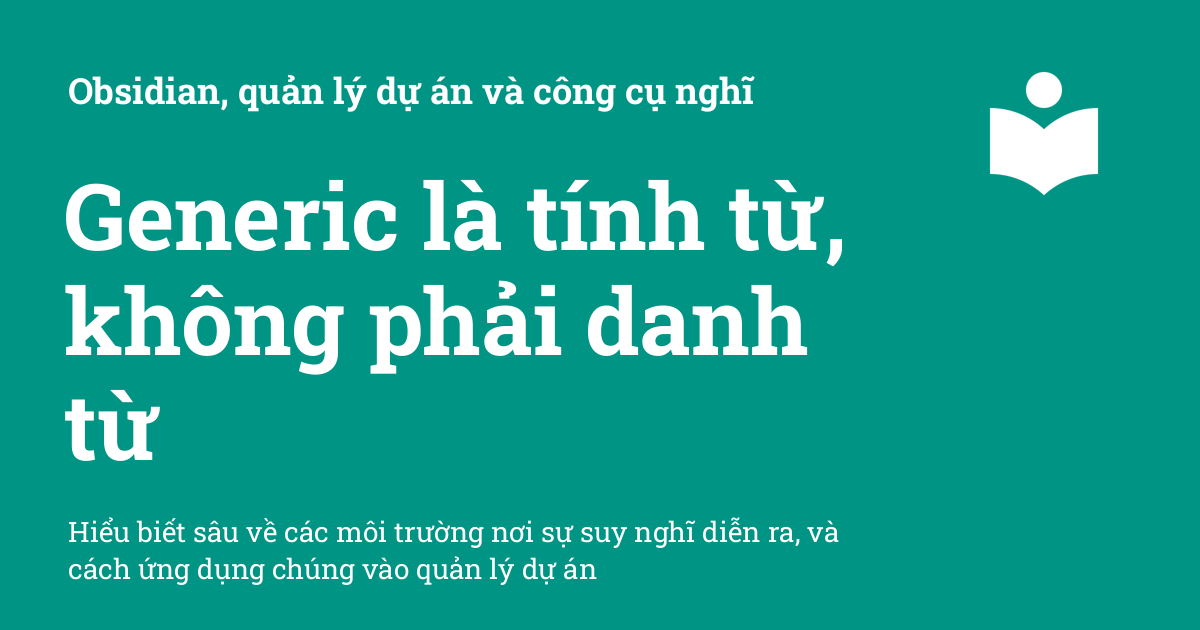 Obsidian, quản lý dự án và công cụ nghĩ
Generic là tính từ,
không phải danh
từ
Hiểu biết sâu về các môi trường nơi sự suy nghĩ diễn ra, và
cách ứng dụng chúng vào quản lý dự án